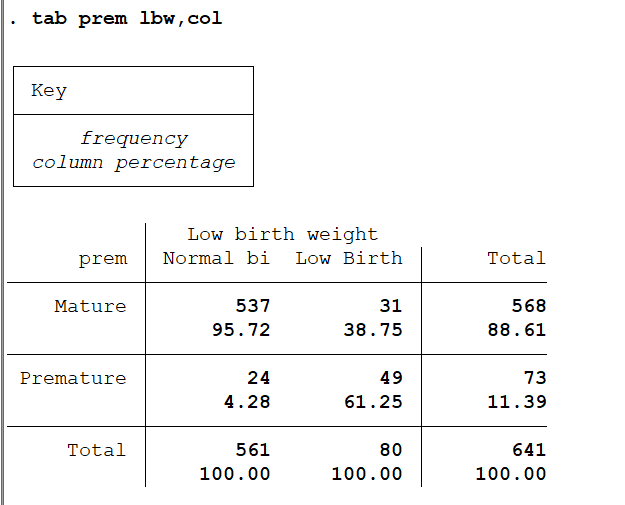 . tab prem lbw,col
Key
frequency
column percentage
Low birth weight
prem Normal bi Low Birth Total
Mature 537 31 568
95.72 38.75 88.61
Premature 24 49 73
4.28 61.25 11.39
Total 561 80 641
100.00 100.00 100.00